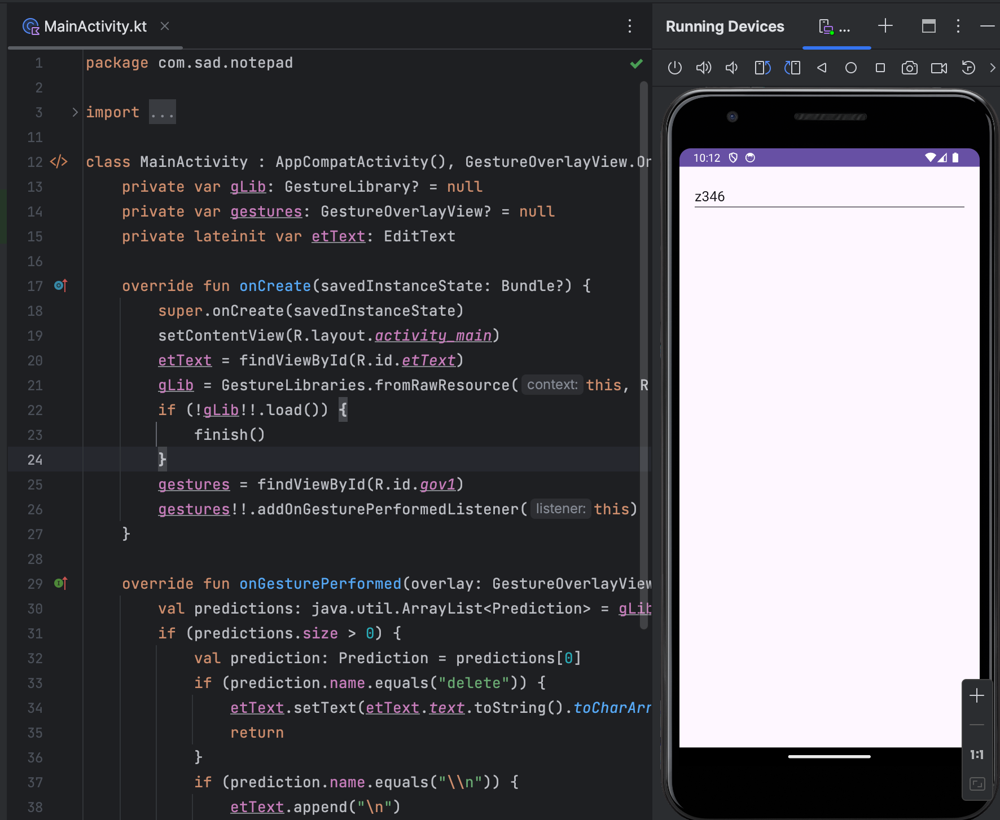 MainActivity.kt
1 package com.sad.notepad
2
3 import ...
11
12 class MainActivity : AppCompatActivity(), GestureOverlayView.On
13 private var gLib: GestureLibrary? = null
14 private var gestures: GestureOverlayView? = null
15 private lateinit var etText: EditText
16
17 override fun onCreate(savedInstanceState: Bundle?) {
18 super.onCreate(savedInstanceState)
19 setContentView(R.layout.activity_main)
20 etText = findViewById(R.id.etText)
21 gLib = GestureLibraries.fromRawResource( context: this, R
22 if (!gLib!!.load()) {
23 finish()
24 }
25 gestures = findViewById(R.id.gov1)
26 gestures!!.addOnGesturePerformedListener( listener: this)
27 }
28
29 override fun onGesturePerformed(overlay: GestureOverlayView
30 val predictions: java.util.ArrayList<Prediction> = gLib
31 if (predictions.size > 0) {
32 val prediction: Prediction = predictions[0]
33 if (prediction.name.equals("delete")) {
34 etText.setText(etText.text.toString().toCharArr
35 return
36 }
37 if (prediction.name.equals("\\n")) {
38 etText.append("\n")
Running Devices ...
10:12
z346
1:1